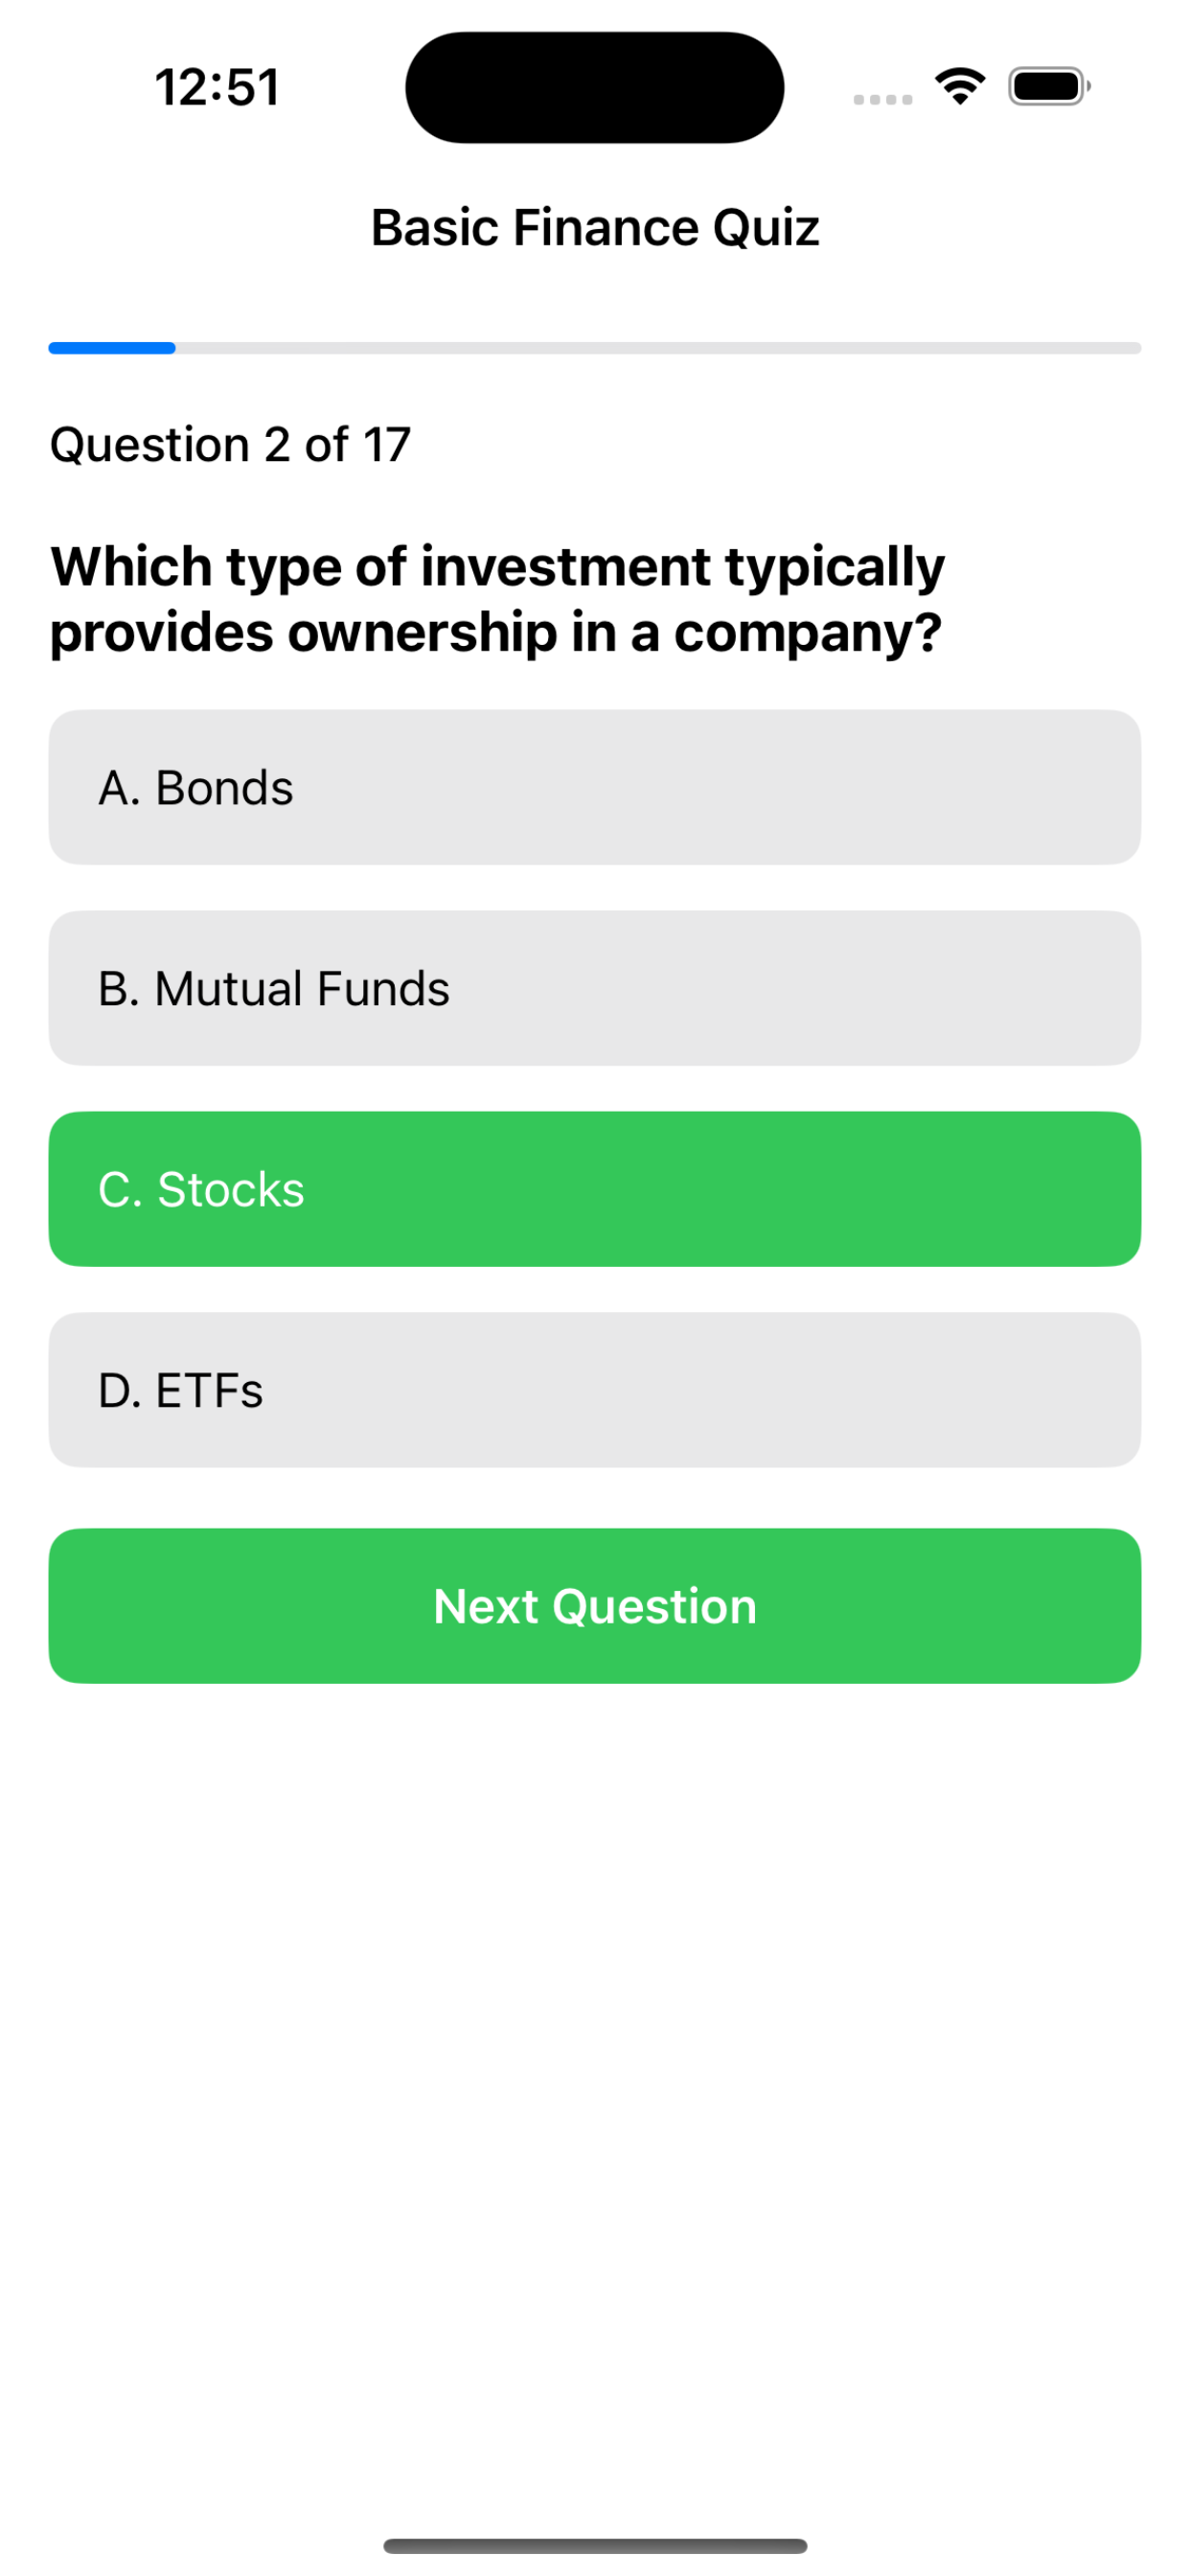 12:51
Basic Finance Quiz
Question 2 of 17
Which type of investment typically
provides ownership in a company?
A. Bonds
B. Mutual Funds
C. Stocks
D. ETFs
Next Question